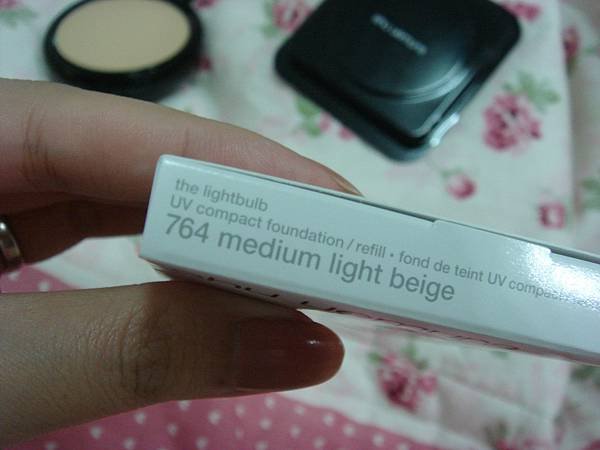 the lightbulb
UV compact foundation / refill • fond de teint UV compact
764 medium light beige